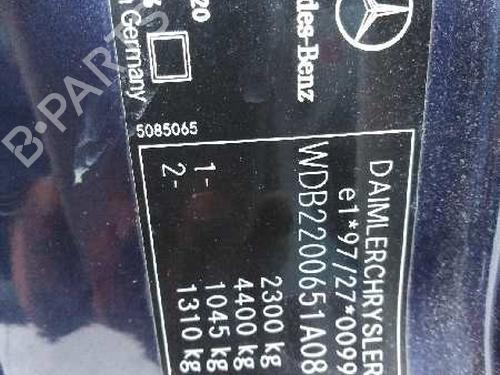 DAIMLERCHRYSLER
e1*97/27*0099
WDB2200651A08
2300 kg
4400 kg
1- 1045 kg
2- 1310 kg
des-Benz
20
Germany
5085065
B-PARTS